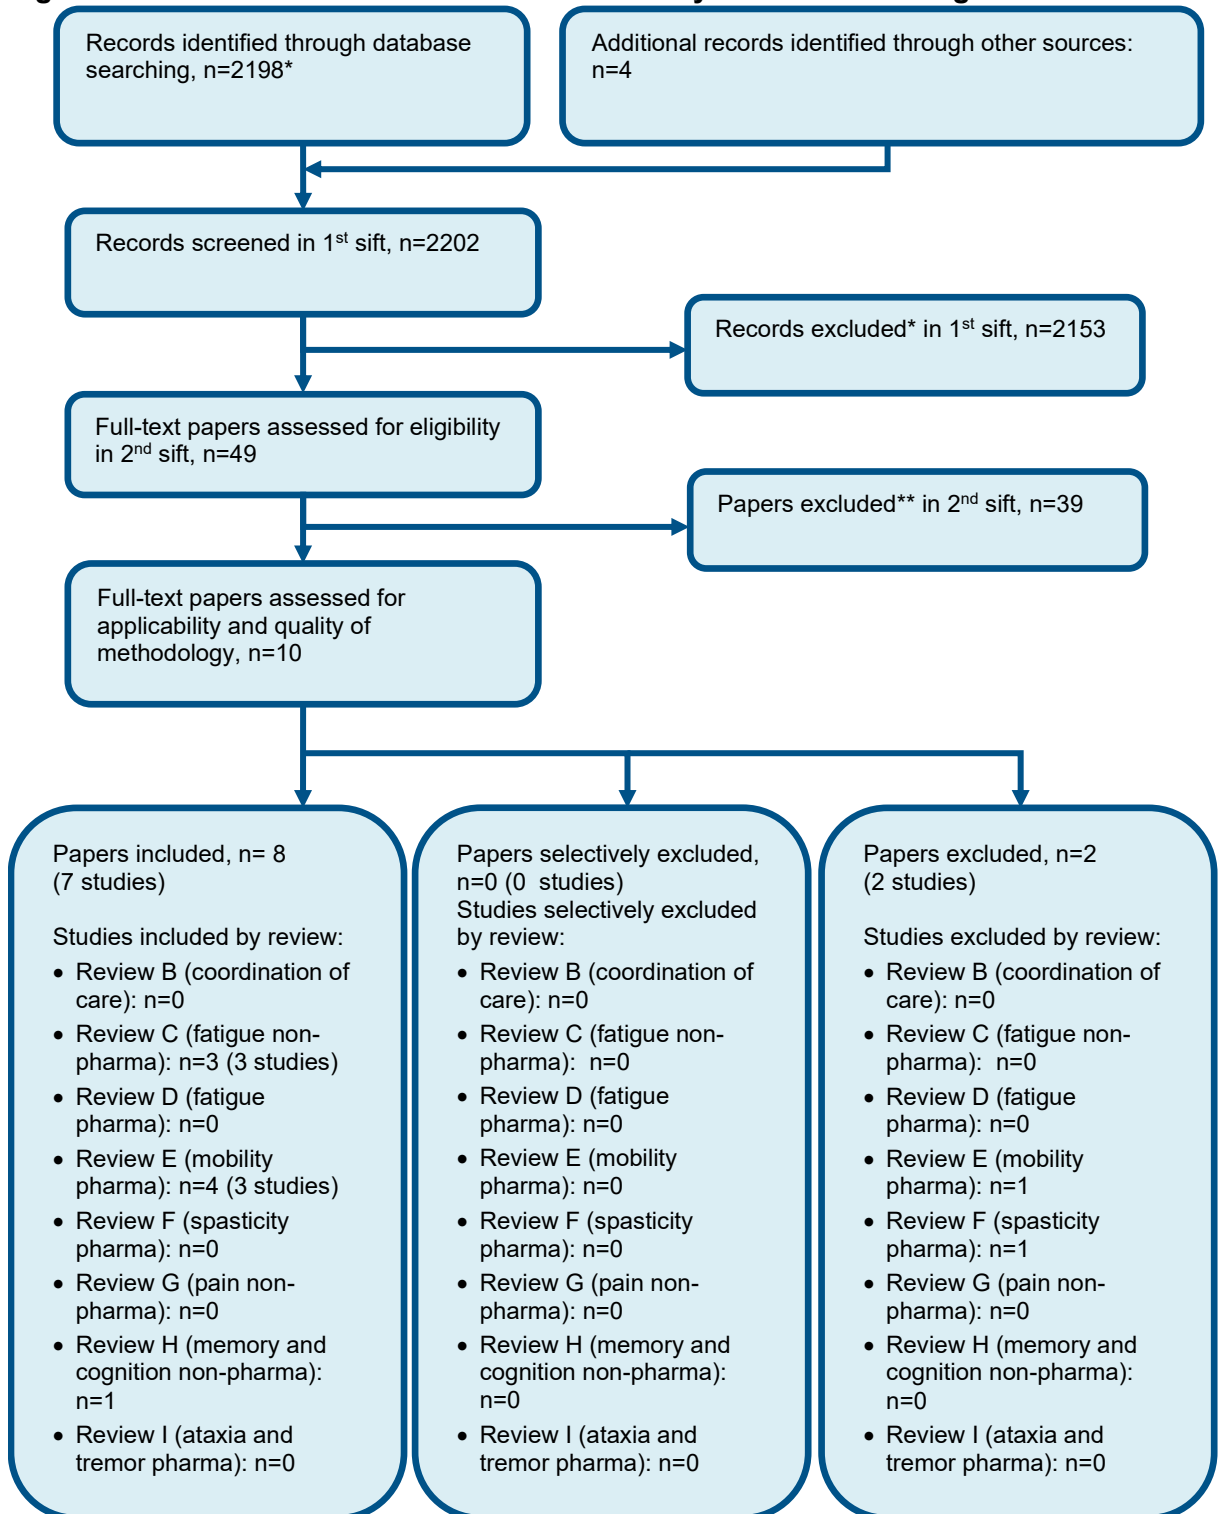 Records identified through database
searching, n=2198*
Additional records identified through other sources:
n=4
Records screened in 1st sift, n=2202
Records excluded* in 1st sift, n=2153
Full-text papers assessed for eligibility
in 2nd sift, n=49
Papers excluded** in 2nd sift, n=39
Full-text papers assessed for
applicability and quality of
methodology, n=10
Papers included, n= 8
(7 studies)
Studies included by review:
• Review B (coordination of
care): n=0
• Review C (fatigue non-
pharma): n=3 (3 studies)
• Review D (fatigue
pharma): n=0
• Review E (mobility
pharma): n=4 (3 studies)
• Review F (spasticity
pharma): n=0
• Review G (pain non-
pharma): n=0
• Review H (memory and
cognition non-pharma):
n=1
• Review I (ataxia and
tremor pharma): n=0
Papers selectively excluded,
n=0 (0  studies)
Studies selectively excluded
by review:
• Review B (coordination of
care): n=0
• Review C (fatigue non-
pharma):  n=0
• Review D (fatigue
pharma): n=0
• Review E (mobility
pharma): n=0
• Review F (spasticity
pharma): n=0
• Review G (pain non-
pharma): n=0
• Review H (memory and
cognition non-pharma):
n=0
• Review I (ataxia and
tremor pharma): n=0
Papers excluded, n=2
(2 studies)
Studies excluded by review:
• Review B (coordination of
care): n=0
• Review C (fatigue non-
pharma):  n=0
• Review D (fatigue
pharma): n=0
• Review E (mobility
pharma): n=1
• Review F (spasticity
pharma): n=1
• Review G (pain non-
pharma): n=0
• Review H (memory and
cognition non-pharma):
n=0
• Review I (ataxia and
tremor pharma): n=0